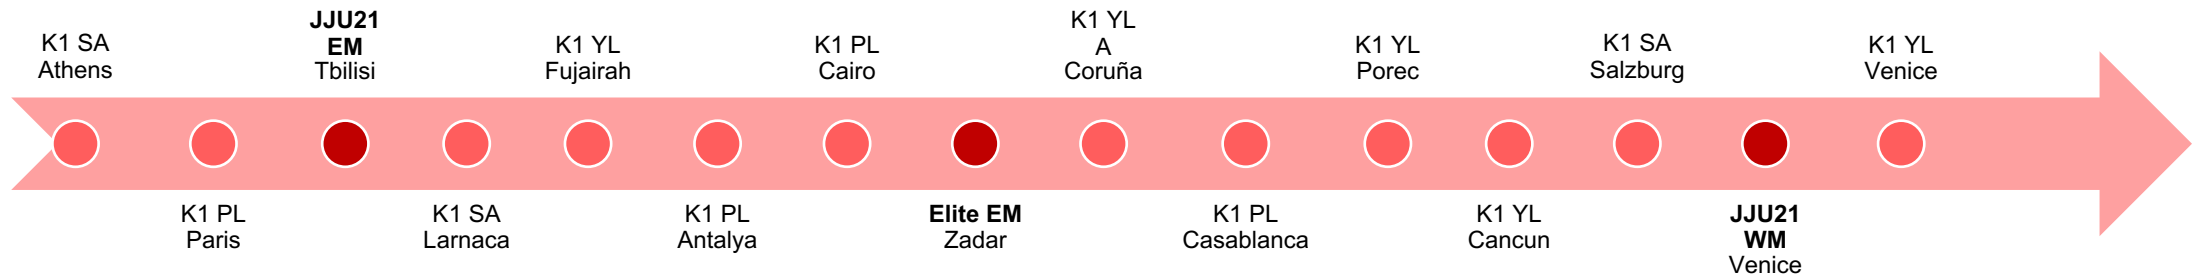 K1 SA
Athens
K1 PL
Paris
JJU21
EM
Tbilisi
K1 SA
Larnaca
K1 YL
Fujairah
K1 PL
Antalya
K1 PL
Cairo
Elite EM
Zadar
K1 YL
A
Coruña
K1 PL
Casablanca
K1 YL
Porec
K1 YL
Cancun
K1 SA
Salzburg
JJU21
WM
Venice
K1 YL
Venice